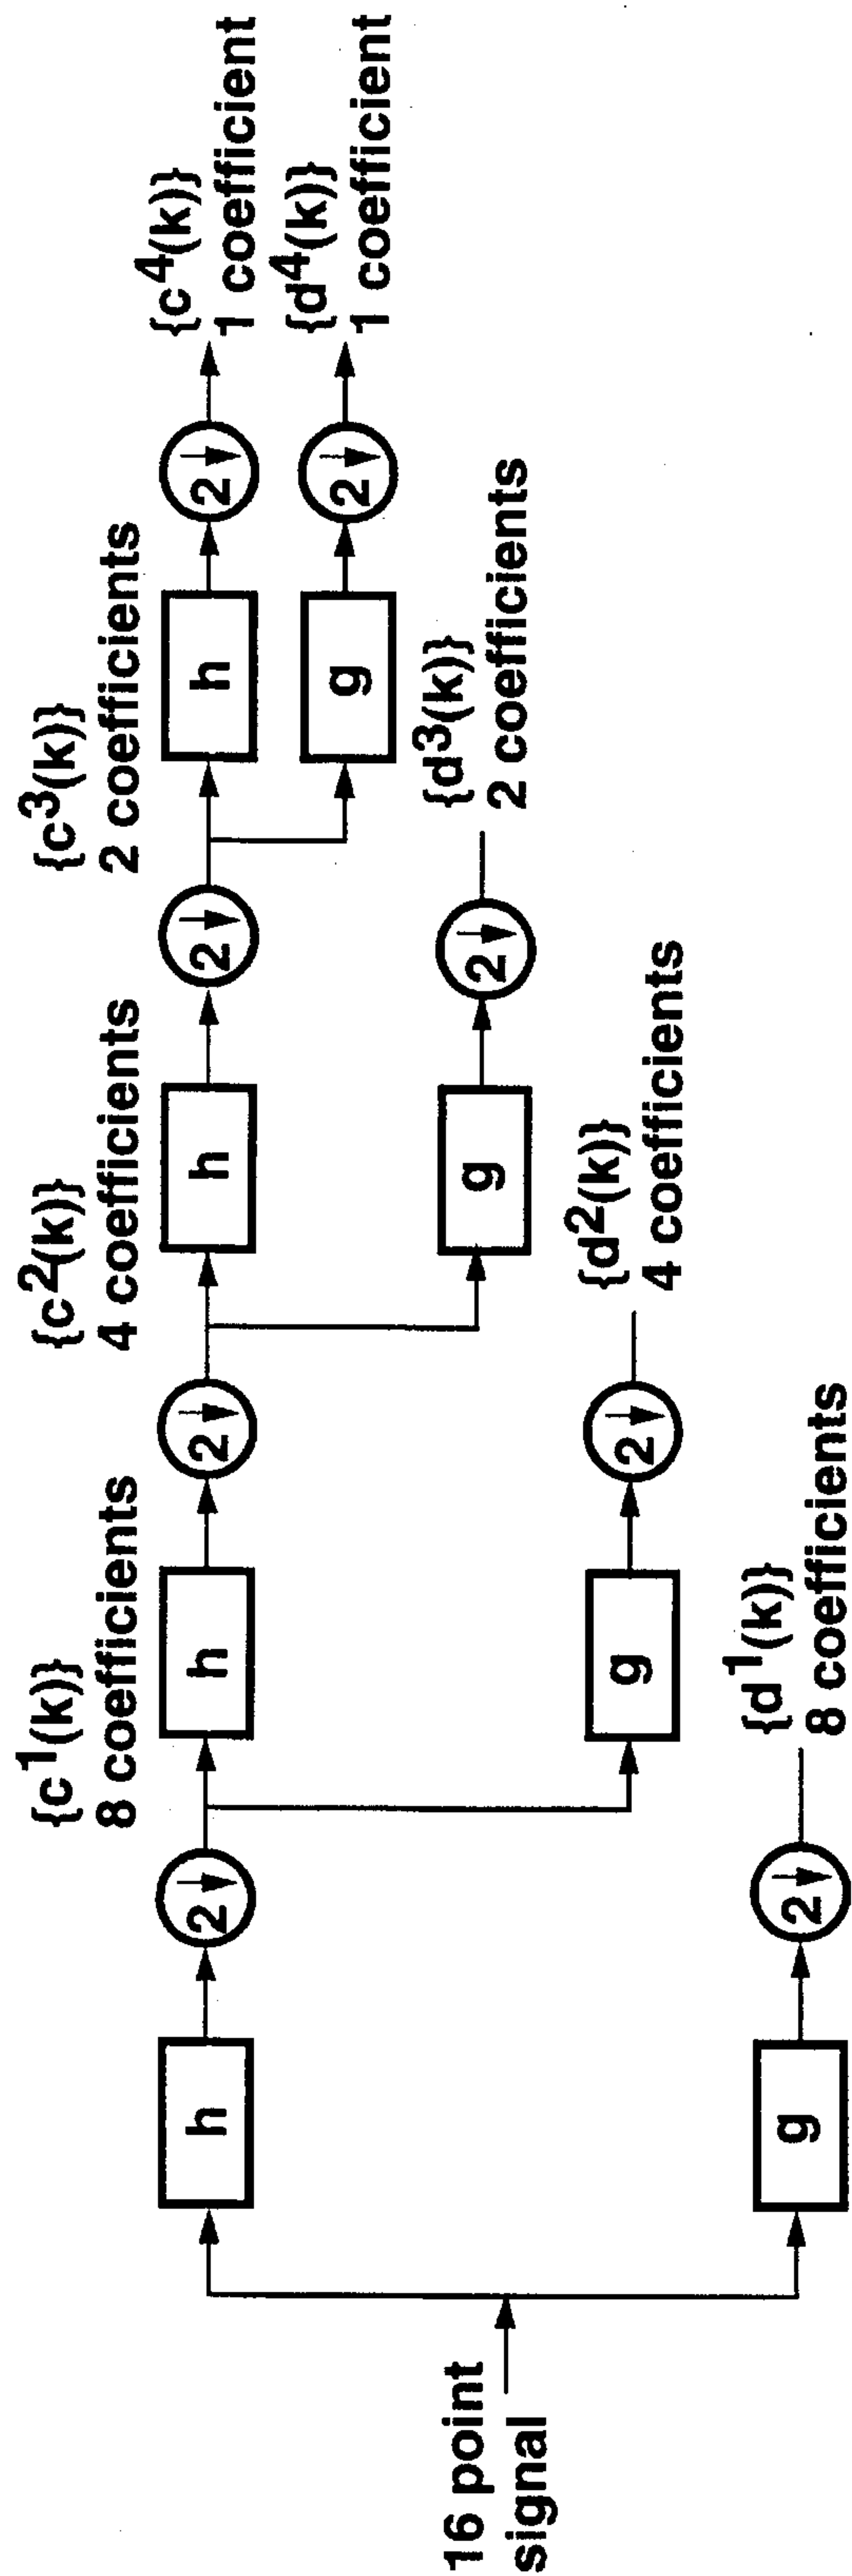 16 point
signal
h
2↓
{c¹(k)}
8 coefficients
h
2↓
{c²(k)}
4 coefficients
h
2↓
{c³(k)}
2 coefficients
h
2↓
{c⁴(k)}
1 coefficient
g
2↓
{d⁴(k)}
1 coefficient
g
2↓
{d³(k)}
2 coefficients
g
2↓
{d²(k)}
4 coefficients
g
2↓
{d¹(k)}
8 coefficients